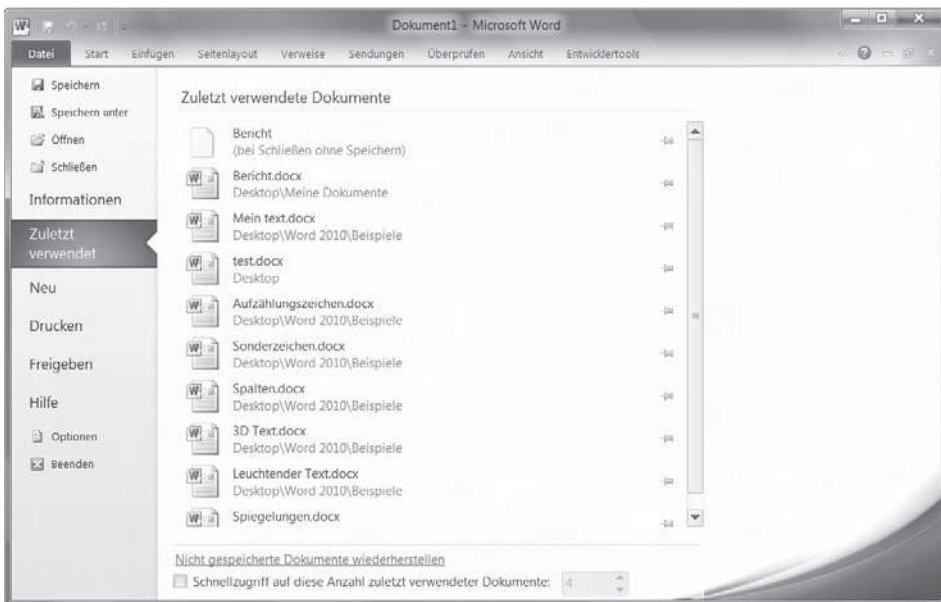 Dokument1 - Microsoft Word
Datei Start Einfügen Seitenlayout Verweise Sendungen Überprüfen Ansicht Entwicklertools
Speichern
Speichern unter
Öffnen
Schließen
Informationen
Zuletzt
verwendet
Neu
Drucken
Freigeben
Hilfe
Optionen
Beenden
Zuletzt verwendete Dokumente
Bericht
(bei Schließen ohne Speichern)
Bericht.docx
Desktop\Meine Dokumente
Mein text.docx
Desktop\Word 2010\Beispiele
test.docx
Desktop
Aufzählungszeichen.docx
Desktop\Word 2010\Beispiele
Sonderzeichen.docx
Desktop\Word 2010\Beispiele
Spalten.docx
Desktop\Word 2010\Beispiele
3D Text.docx
Desktop\Word 2010\Beispiele
Leuchtender Text.docx
Desktop\Word 2010\Beispiele
Spiegelungen.docx
Nicht gespeicherte Dokumente wiederherstellen
Schnellzugriff auf diese Anzahl zuletzt verwendeter Dokumente: 4